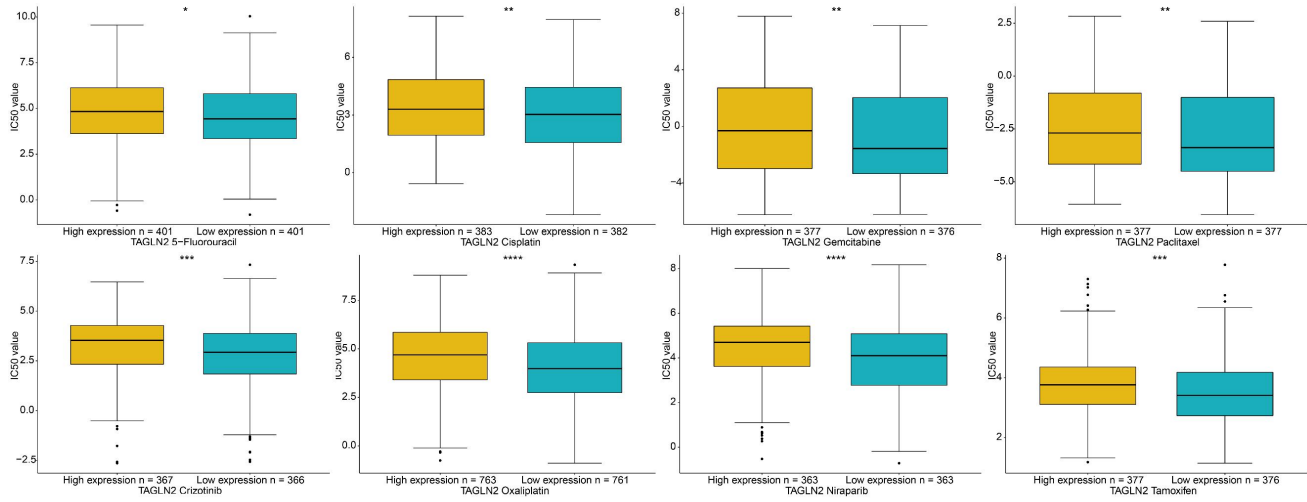 * ** ** **
10.0
7.5
5.0
2.5
0.0
IC50 value
High expression n = 401 Low expression n = 401
TAGLN2 5−Fluorouracil
6
3
0
IC50 value
High expression n = 383 Low expression n = 382
TAGLN2 Cisplatin
8
4
0
−4
IC50 value
High expression n = 377 Low expression n = 376
TAGLN2 Gemcitabine
2.5
0.0
−2.5
−5.0
IC50 value
High expression n = 377 Low expression n = 377
TAGLN2 Paclitaxel
*** **** **** ***
7.5
5.0
2.5
0.0
−2.5
IC50 value
High expression n = 367 Low expression n = 366
TAGLN2 Crizotinib
7.5
5.0
2.5
0.0
IC50 value
High expression n = 763 Low expression n = 761
TAGLN2 Oxaliplatin
8
6
4
2
0
IC50 value
High expression n = 363 Low expression n = 363
TAGLN2 Niraparib
8
6
4
2
IC50 value
High expression n = 377 Low expression n = 376
TAGLN2 Tamoxifen